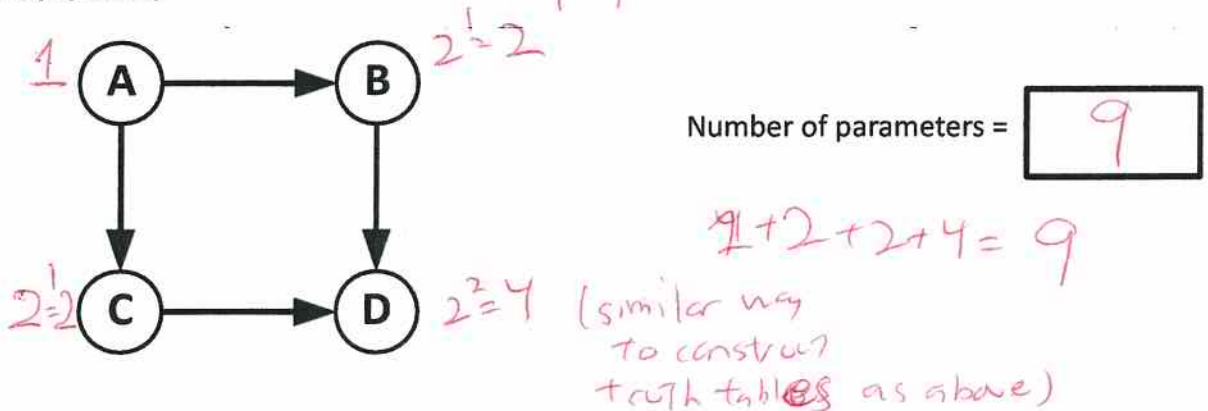 1
A
B
2^1=2
Number of parameters =
9
1+2+2+4=9
2^1=2
C
D
2^2=4 (similar way
to construct
truth tables as above)